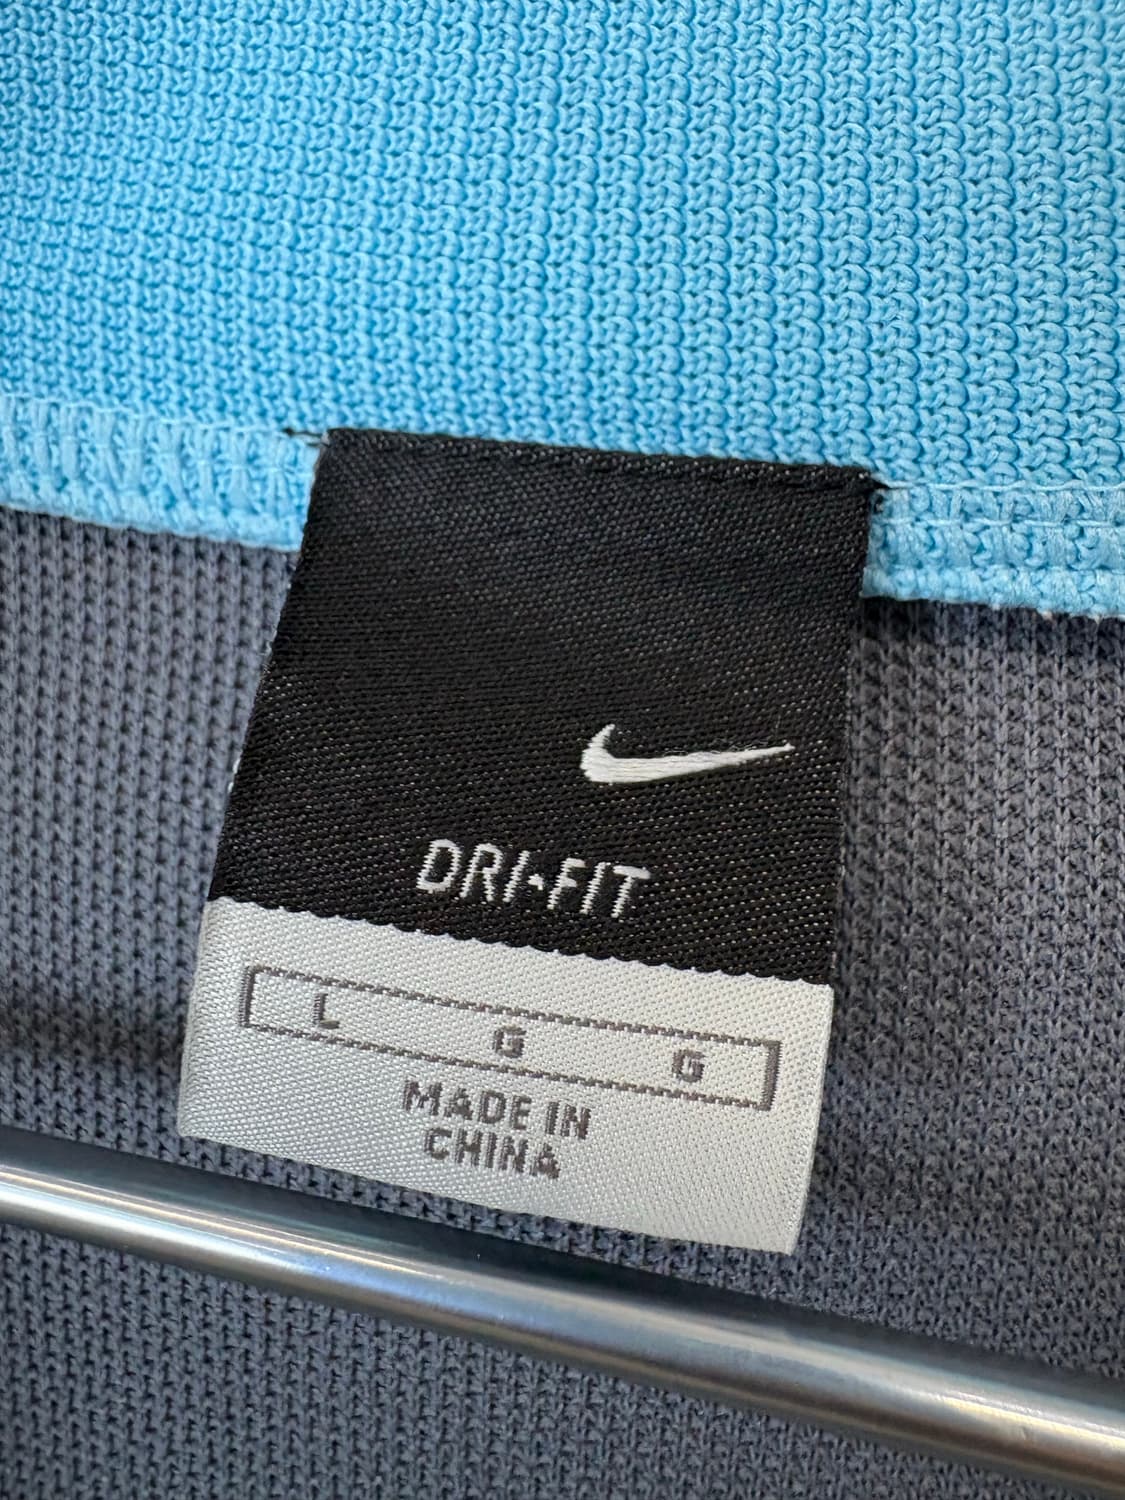 DRI-FIT
L G G
MADE IN
CHINA